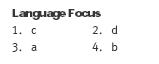 Language Focus
1. c 2. d
3. a 4. b